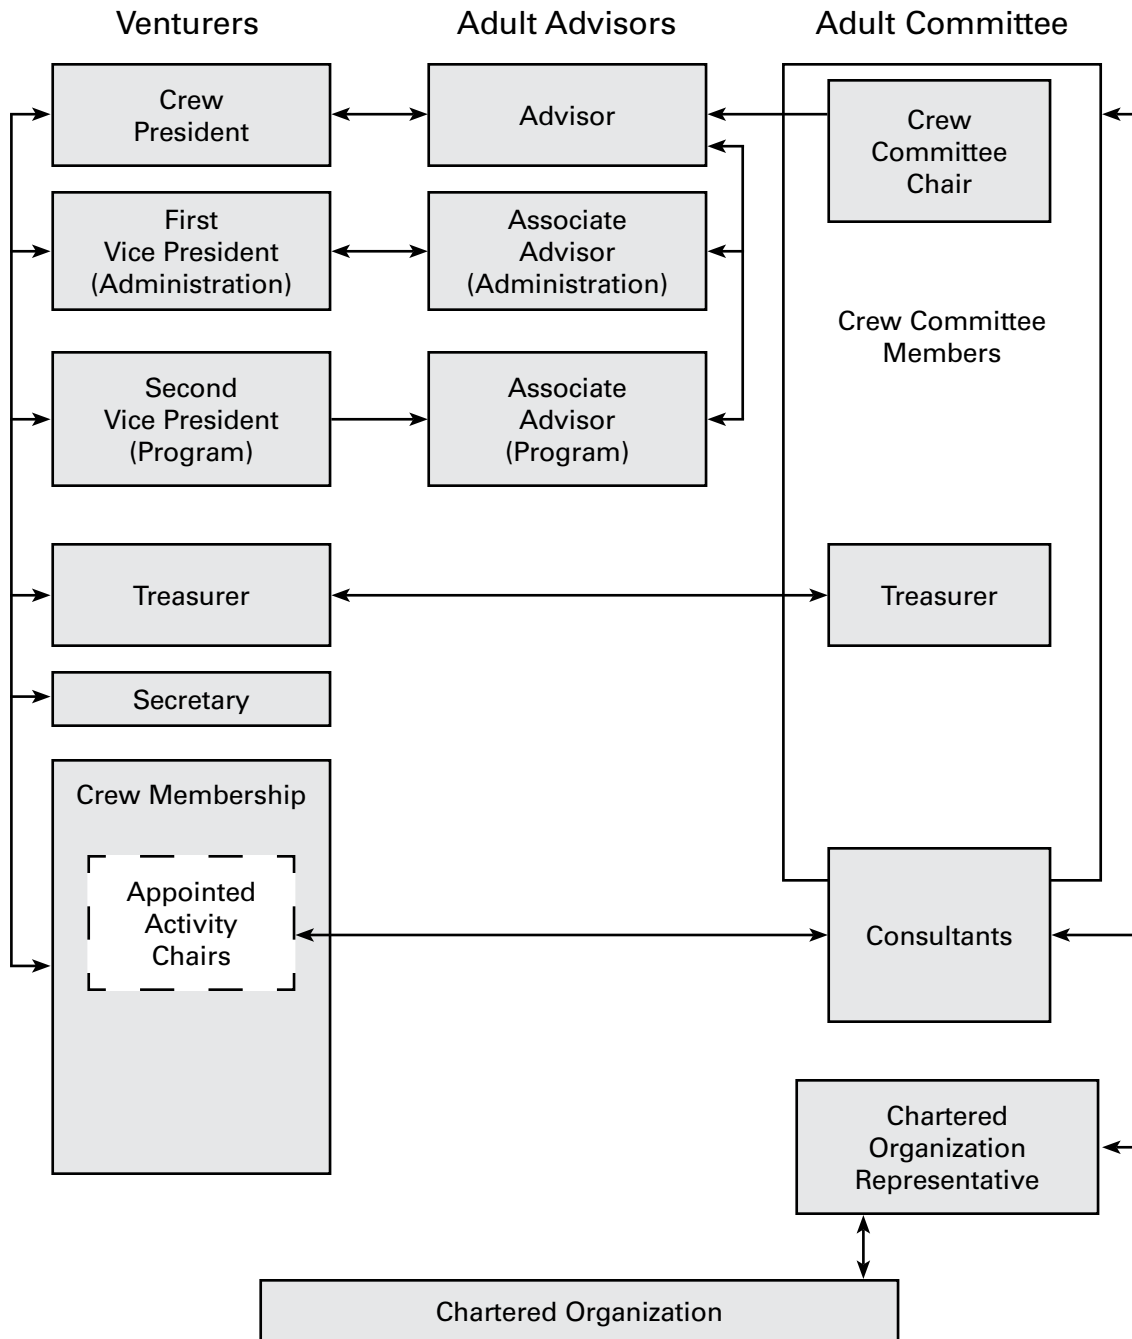 Venturers
Adult Advisors
Adult Committee
Crew
President
Advisor
Crew
Committee
Chair
First
Vice President
(Administration)
Associate
Advisor
(Administration)
Crew Committee
Members
Second
Vice President
(Program)
Associate
Advisor
(Program)
Treasurer
Treasurer
Secretary
Crew Membership
Appointed
Activity
Chairs
Consultants
Chartered
Organization
Representative
Chartered Organization